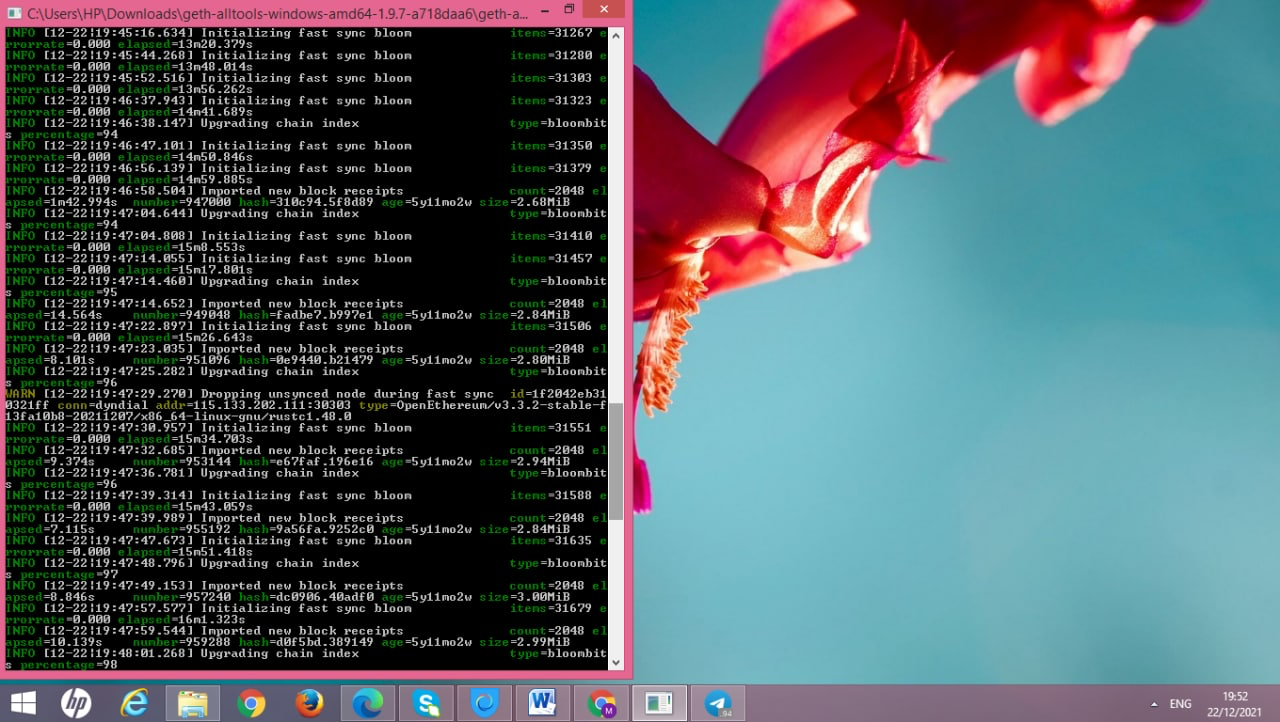 C:\Users\HP\Downloads\geth-alltools-windows-amd64-1.9.7-a718daa6\geth-a...
INFO [12-22|19:45:16.634] Initializing fast sync bloom items=31267 e
rrorrate=0.000 elapsed=13m20.379s
INFO [12-22|19:45:44.261] Initializing fast sync bloom items=31280 e
rrorrate=0.000 elapsed=13m48.014s
INFO [12-22|19:45:52.516] Initializing fast sync bloom items=31303 e
rrorrate=0.000 elapsed=13m56.262s
INFO [12-22|19:46:37.943] Initializing fast sync bloom items=31323 e
rrorrate=0.000 elapsed=14m41.689s
INFO [12-22|19:46:38.147] Upgrading chain index type=bloombit
s percentage=94
INFO [12-22|19:46:47.101] Initializing fast sync bloom items=31350 e
rrorrate=0.000 elapsed=14m50.846s
INFO [12-22|19:46:56.139] Initializing fast sync bloom items=31379 e
rrorrate=0.000 elapsed=14m59.885s
INFO [12-22|19:46:58.504] Imported new block receipts count=2048 el
apsed=1m42.994s number=947000 hash=310c94.5f8d89 age=5y11mo2w size=2.68MiB
INFO [12-22|19:47:04.644] Upgrading chain index type=bloombit
s percentage=94
INFO [12-22|19:47:04.808] Initializing fast sync bloom items=31410 e
rrorrate=0.000 elapsed=15m8.553s
INFO [12-22|19:47:14.055] Initializing fast sync bloom items=31457 e
rrorrate=0.000 elapsed=15m17.801s
INFO [12-22|19:47:14.460] Upgrading chain index type=bloombit
s percentage=95
INFO [12-22|19:47:14.652] Imported new block receipts count=2048 el
apsed=14.564s number=949048 hash=fadbe7.b997e1 age=5y11mo2w size=2.84MiB
INFO [12-22|19:47:22.897] Initializing fast sync bloom items=31506 e
rrorrate=0.000 elapsed=15m26.643s
INFO [12-22|19:47:23.035] Imported new block receipts count=2048 el
apsed=8.101s number=951096 hash=0e9440.b21479 age=5y11mo2w size=2.80MiB
INFO [12-22|19:47:25.282] Upgrading chain index type=bloombit
s percentage=96
WARN [12-22|19:47:29.270] Dropping unsynced node during fast sync id=1f2042eb31
0321ff conn=dyndial addr=115.133.202.111:30303 type=OpenEthereum/v3.3.2-stable-f
13fa10b8-20211207/x86_64-linux-gnu/rustc1.48.0
INFO [12-22|19:47:30.957] Initializing fast sync bloom items=31551 e
rrorrate=0.000 elapsed=15m34.703s
INFO [12-22|19:47:32.685] Imported new block receipts count=2048 el
apsed=9.374s number=953144 hash=e67faf.196e16 age=5y11mo2w size=2.94MiB
INFO [12-22|19:47:36.781] Upgrading chain index type=bloombit
s percentage=96
INFO [12-22|19:47:39.314] Initializing fast sync bloom items=31588 e
rrorrate=0.000 elapsed=15m43.059s
INFO [12-22|19:47:39.989] Imported new block receipts count=2048 el
apsed=7.115s number=955192 hash=9a56fa.9252c0 age=5y11mo2w size=2.84MiB
INFO [12-22|19:47:47.673] Initializing fast sync bloom items=31635 e
rrorrate=0.000 elapsed=15m51.418s
INFO [12-22|19:47:48.796] Upgrading chain index type=bloombit
s percentage=97
INFO [12-22|19:47:49.153] Imported new block receipts count=2048 el
apsed=8.846s number=957240 hash=dc0906.40adf0 age=5y11mo2w size=3.00MiB
INFO [12-22|19:47:57.577] Initializing fast sync bloom items=31679 e
rrorrate=0.000 elapsed=16m1.323s
INFO [12-22|19:47:59.544] Imported new block receipts count=2048 el
apsed=10.139s number=959288 hash=d0f5bd.389149 age=5y11mo2w size=2.99MiB
INFO [12-22|19:48:01.268] Upgrading chain index type=bloombit
s percentage=98
hp
M
94
ENG
19:52
22/12/2021